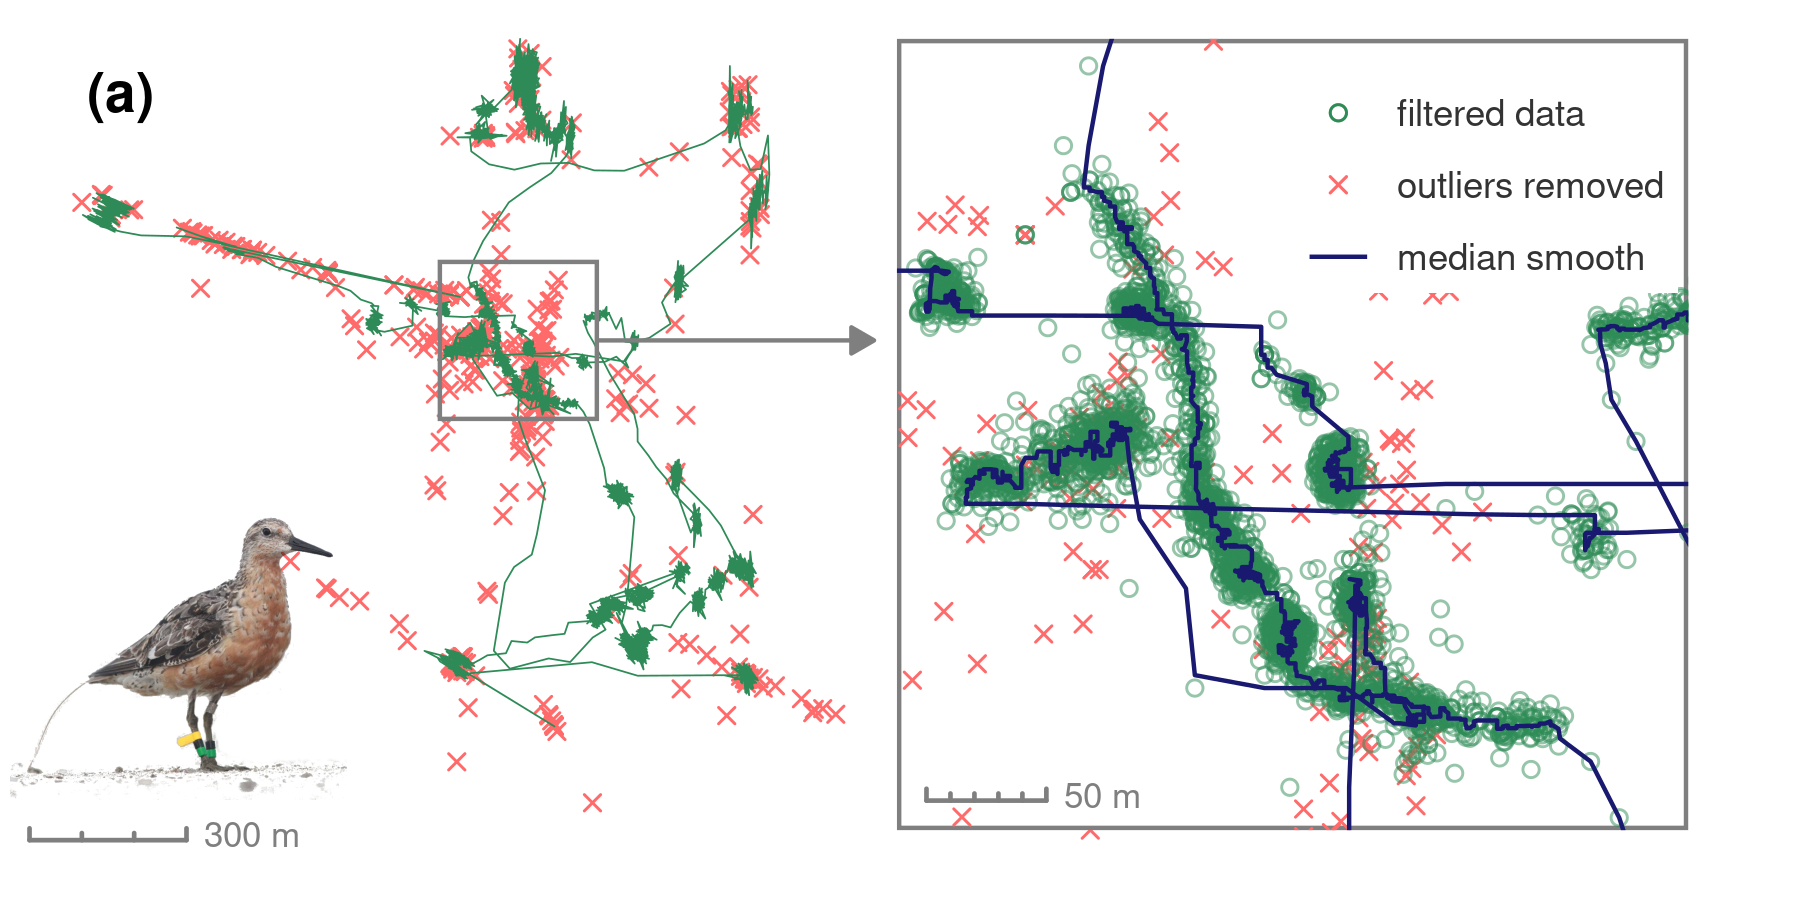 (a)
filtered data
outliers removed
median smooth
50 m
300 m